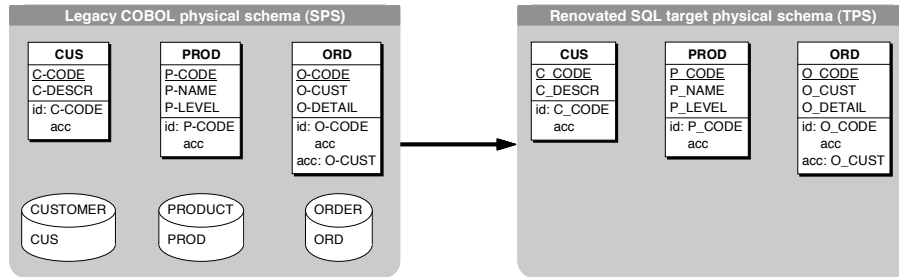 Legacy COBOL physical schema (SPS)
CUS
C-CODE
C-DESCR
id: C-CODE
acc
PROD
P-CODE
P-NAME
P-LEVEL
id: P-CODE
acc
ORD
O-CODE
O-CUST
O-DETAIL
id: O-CODE
acc
acc: O-CUST
CUSTOMER
CUS
PRODUCT
PROD
ORDER
ORD
Renovated SQL target physical schema (TPS)
CUS
C_CODE
C_DESCR
id: C_CODE
acc
PROD
P_CODE
P_NAME
P_LEVEL
id: P_CODE
acc
ORD
O_CODE
O_CUST
O_DETAIL
id: O_CODE
acc
acc: O_CUST